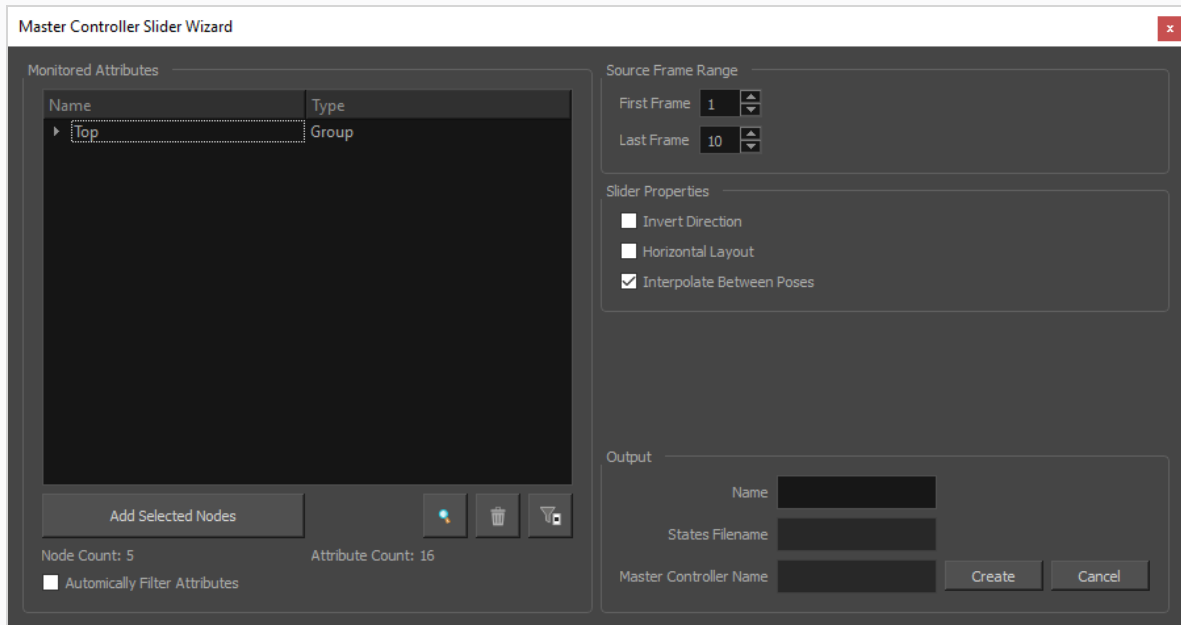 Master Controller Slider Wizard
x
Monitored Attributes
Name Type
Top Group
Add Selected Nodes
Node Count: 5 Attribute Count: 16
Automically Filter Attributes
Source Frame Range
First Frame 1
Last Frame 10
Slider Properties
Invert Direction
Horizontal Layout
Interpolate Between Poses
Output
Name
States Filename
Master Controller Name Create Cancel